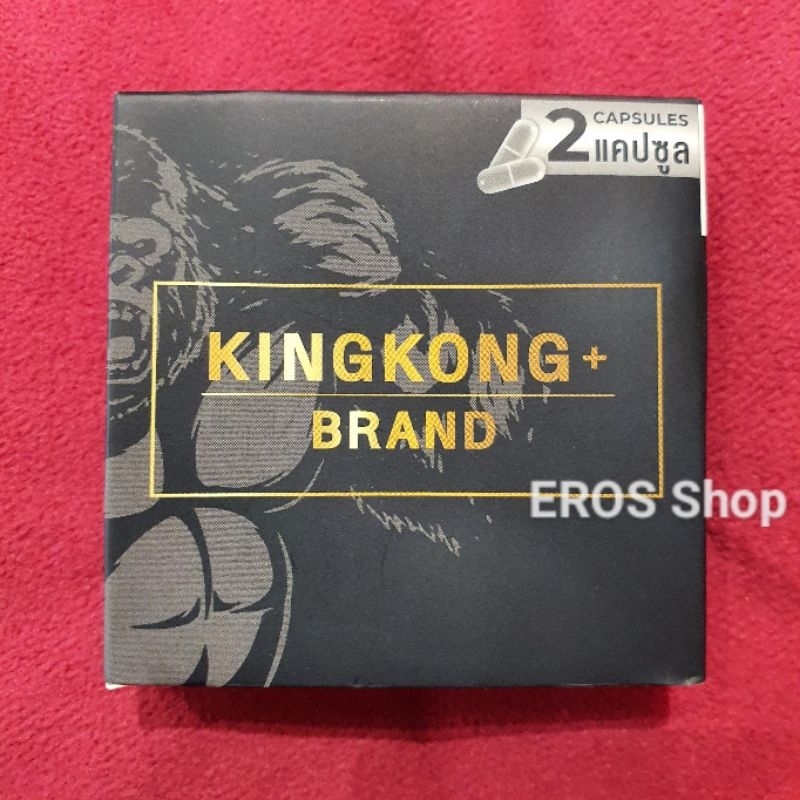 2
CAPSULES
แคปซูล
KINGKONG+
BRAND
EROS Shop